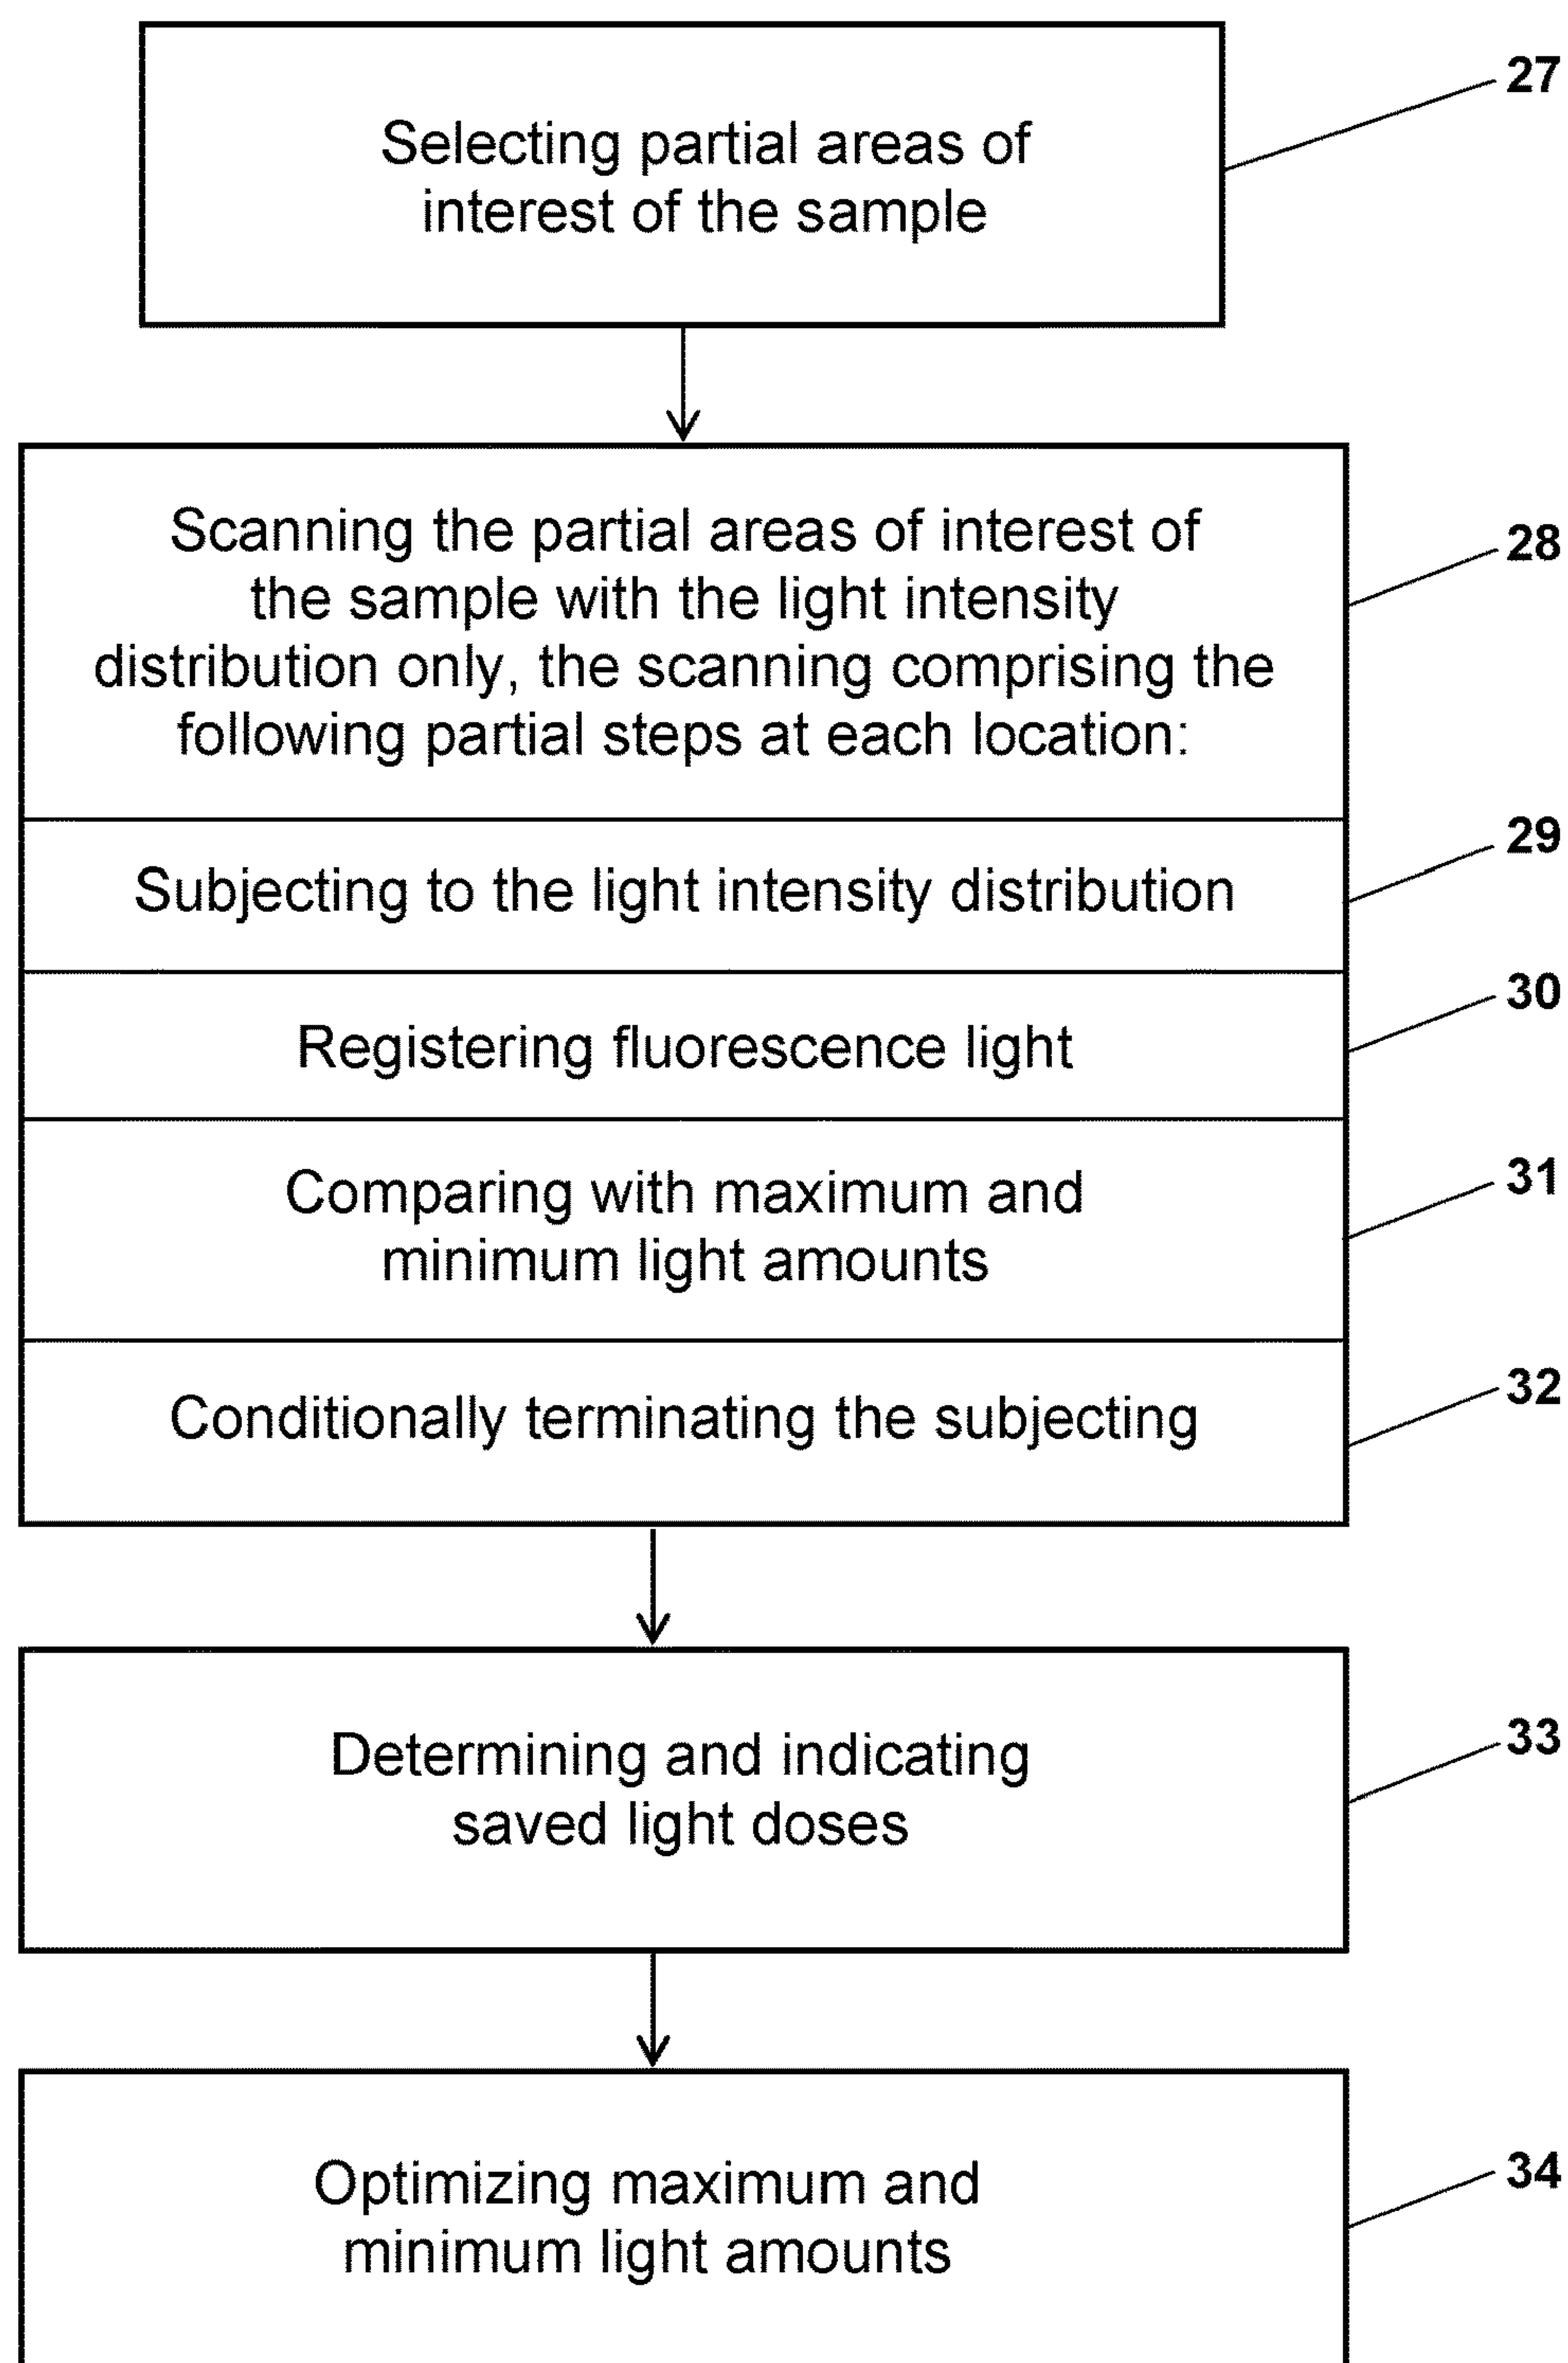 27
Selecting partial areas of
interest of the sample
28
Scanning the partial areas of interest of
the sample with the light intensity
distribution only, the scanning comprising the
following partial steps at each location:
29
Subjecting to the light intensity distribution
30
Registering fluorescence light
31
Comparing with maximum and
minimum light amounts
32
Conditionally terminating the subjecting
33
Determining and indicating
saved light doses
34
Optimizing maximum and
minimum light amounts